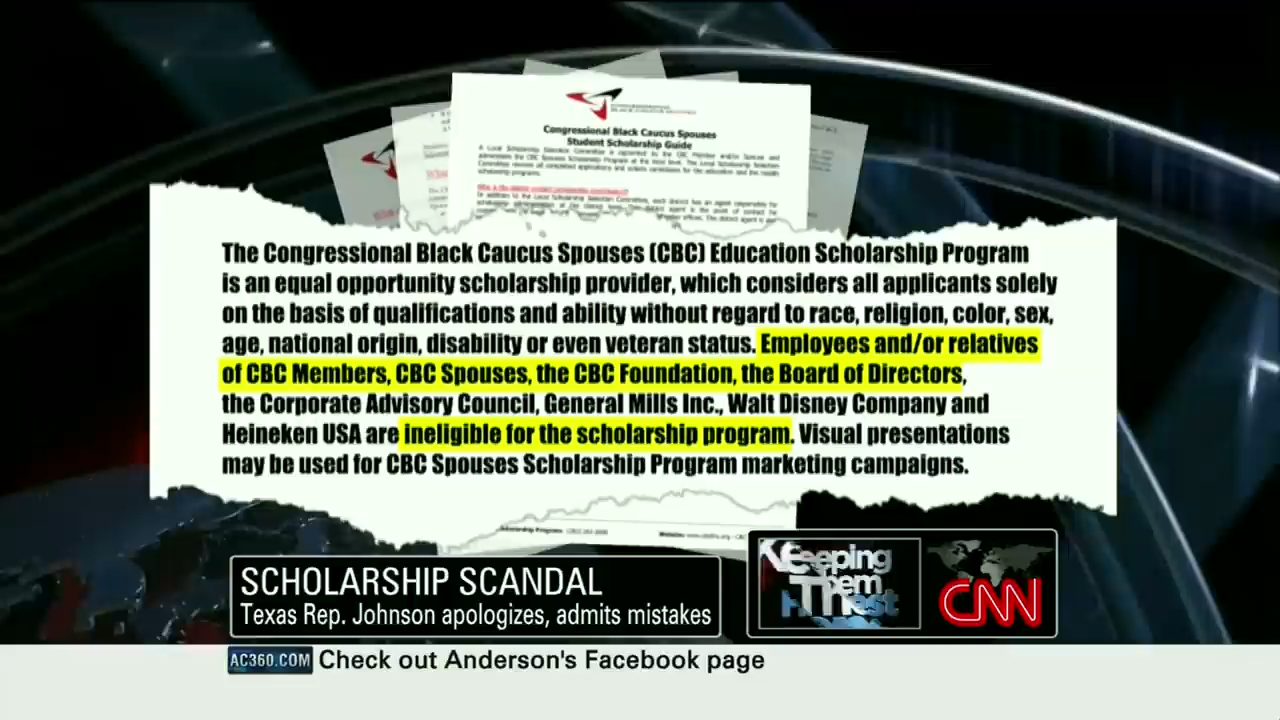 Congressional Black Caucus Spouses
Student Scholarship Guide
The Congressional Black Caucus Spouses (CBC) Education Scholarship Program
is an equal opportunity scholarship provider, which considers all applicants solely
on the basis of qualifications and ability without regard to race, religion, color, sex,
age, national origin, disability or even veteran status. Employees and/or relatives
of CBC Members, CBC Spouses, the CBC Foundation, the Board of Directors,
the Corporate Advisory Council, General Mills Inc., Walt Disney Company and
Heineken USA are ineligible for the scholarship program. Visual presentations
may be used for CBC Spouses Scholarship Program marketing campaigns.
SCHOLARSHIP SCANDAL
Texas Rep. Johnson apologizes, admits mistakes
Keeping
Them
CNN
AC360.COM Check out Anderson's Facebook page